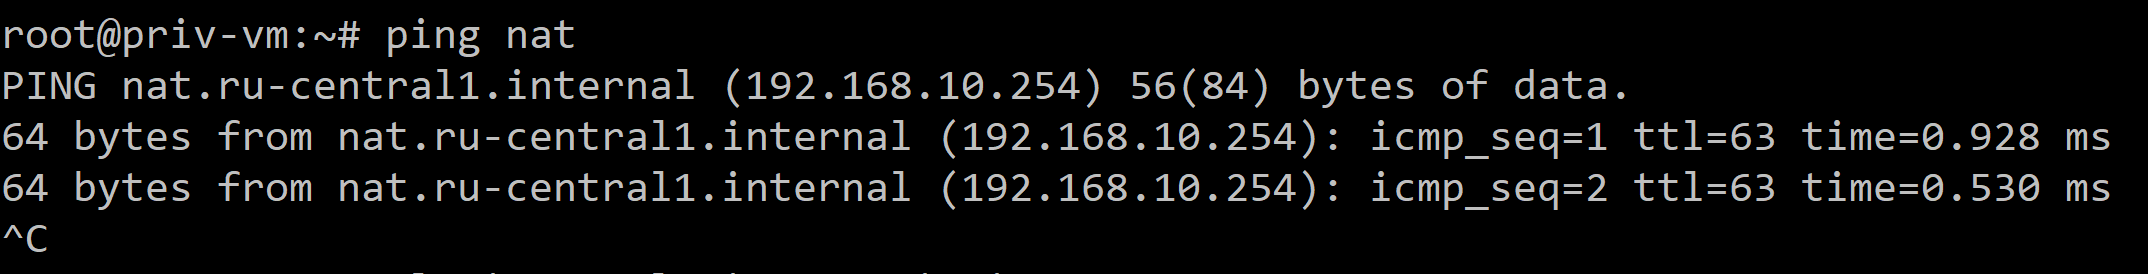 root@priv-vm:~# ping nat
PING nat.ru-central1.internal (192.168.10.254) 56(84) bytes of data.
64 bytes from nat.ru-central1.internal (192.168.10.254): icmp_seq=1 ttl=63 time=0.928 ms
64 bytes from nat.ru-central1.internal (192.168.10.254): icmp_seq=2 ttl=63 time=0.530 ms
^C